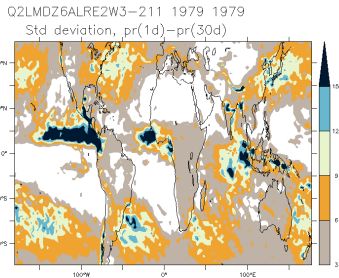 Q2LMDZ6ALRE2W3-211 1979 1979
Std deviation, pr(1d)-pr(30d)
15
12
9
6
3
0°
100°W
0°
100°E